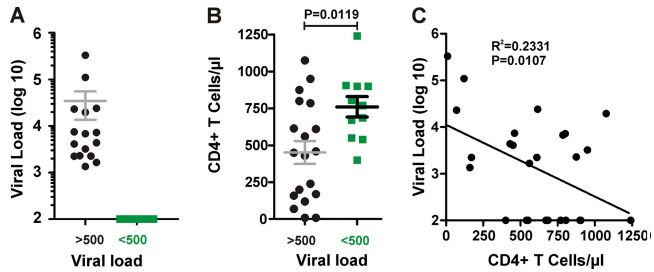 A
Viral Load (log 10)
6
5
4
3
2
>500 <500
Viral load
B
P=0.0119
CD4+ T Cells/µl
1250
1000
750
500
250
0
>500 <500
Viral load
C
Viral Load (log 10)
R²=0.2331
P=0.0107
6
5
4
3
2
0 250 500 750 1000 1250
CD4+ T Cells/µl